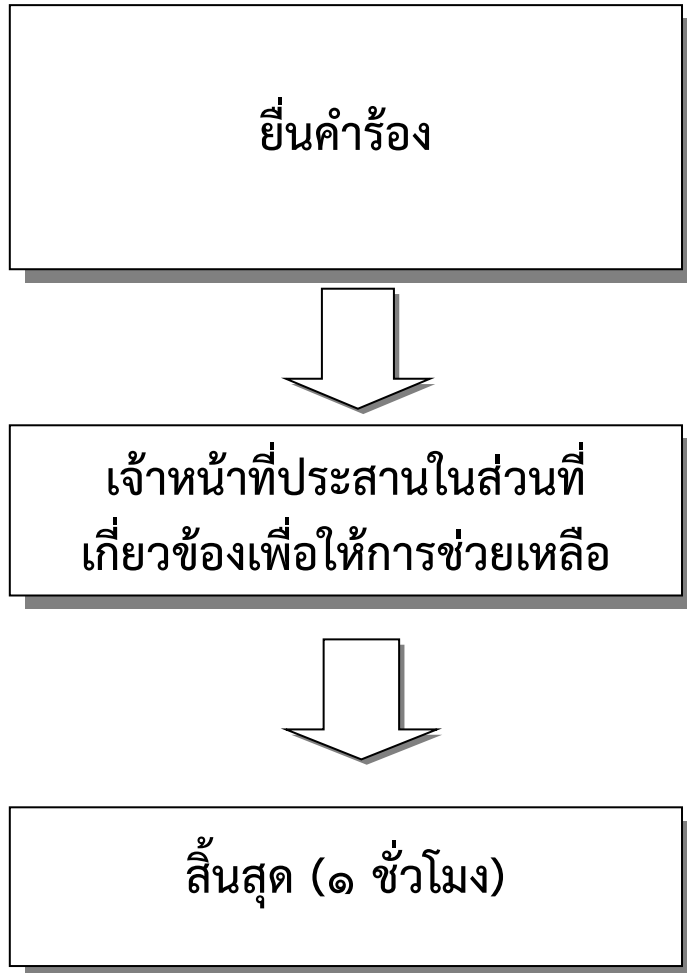 ยื่นคำร้อง
เจ้าหน้าที่ประสานในส่วนที่
เกี่ยวข้องเพื่อให้การช่วยเหลือ
สิ้นสุด (๑ ชั่วโมง)